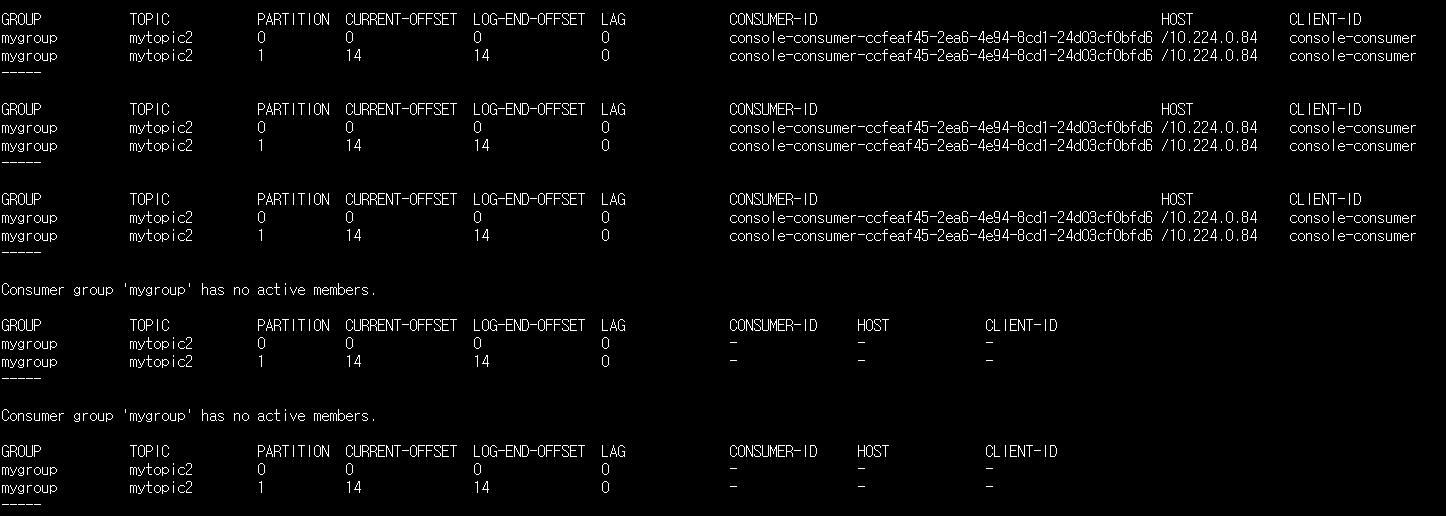 GROUP TOPIC PARTITION CURRENT-OFFSET LOG-END-OFFSET LAG CONSUMER-ID HOST CLIENT-ID
mygroup mytopic2 0 0 0 0 console-consumer-ccfeaf45-2ea6-4e94-8cd1-24d03cf0bfd6 /10.224.0.84 console-consumer
mygroup mytopic2 1 14 14 0 console-consumer-ccfeaf45-2ea6-4e94-8cd1-24d03cf0bfd6 /10.224.0.84 console-consumer
-----
GROUP TOPIC PARTITION CURRENT-OFFSET LOG-END-OFFSET LAG CONSUMER-ID HOST CLIENT-ID
mygroup mytopic2 0 0 0 0 console-consumer-ccfeaf45-2ea6-4e94-8cd1-24d03cf0bfd6 /10.224.0.84 console-consumer
mygroup mytopic2 1 14 14 0 console-consumer-ccfeaf45-2ea6-4e94-8cd1-24d03cf0bfd6 /10.224.0.84 console-consumer
-----
GROUP TOPIC PARTITION CURRENT-OFFSET LOG-END-OFFSET LAG CONSUMER-ID HOST CLIENT-ID
mygroup mytopic2 0 0 0 0 console-consumer-ccfeaf45-2ea6-4e94-8cd1-24d03cf0bfd6 /10.224.0.84 console-consumer
mygroup mytopic2 1 14 14 0 console-consumer-ccfeaf45-2ea6-4e94-8cd1-24d03cf0bfd6 /10.224.0.84 console-consumer
-----
Consumer group 'mygroup' has no active members.
GROUP TOPIC PARTITION CURRENT-OFFSET LOG-END-OFFSET LAG CONSUMER-ID HOST CLIENT-ID
mygroup mytopic2 0 0 0 0 - - -
mygroup mytopic2 1 14 14 0 - - -
-----
Consumer group 'mygroup' has no active members.
GROUP TOPIC PARTITION CURRENT-OFFSET LOG-END-OFFSET LAG CONSUMER-ID HOST CLIENT-ID
mygroup mytopic2 0 0 0 0 - - -
mygroup mytopic2 1 14 14 0 - - -
-----